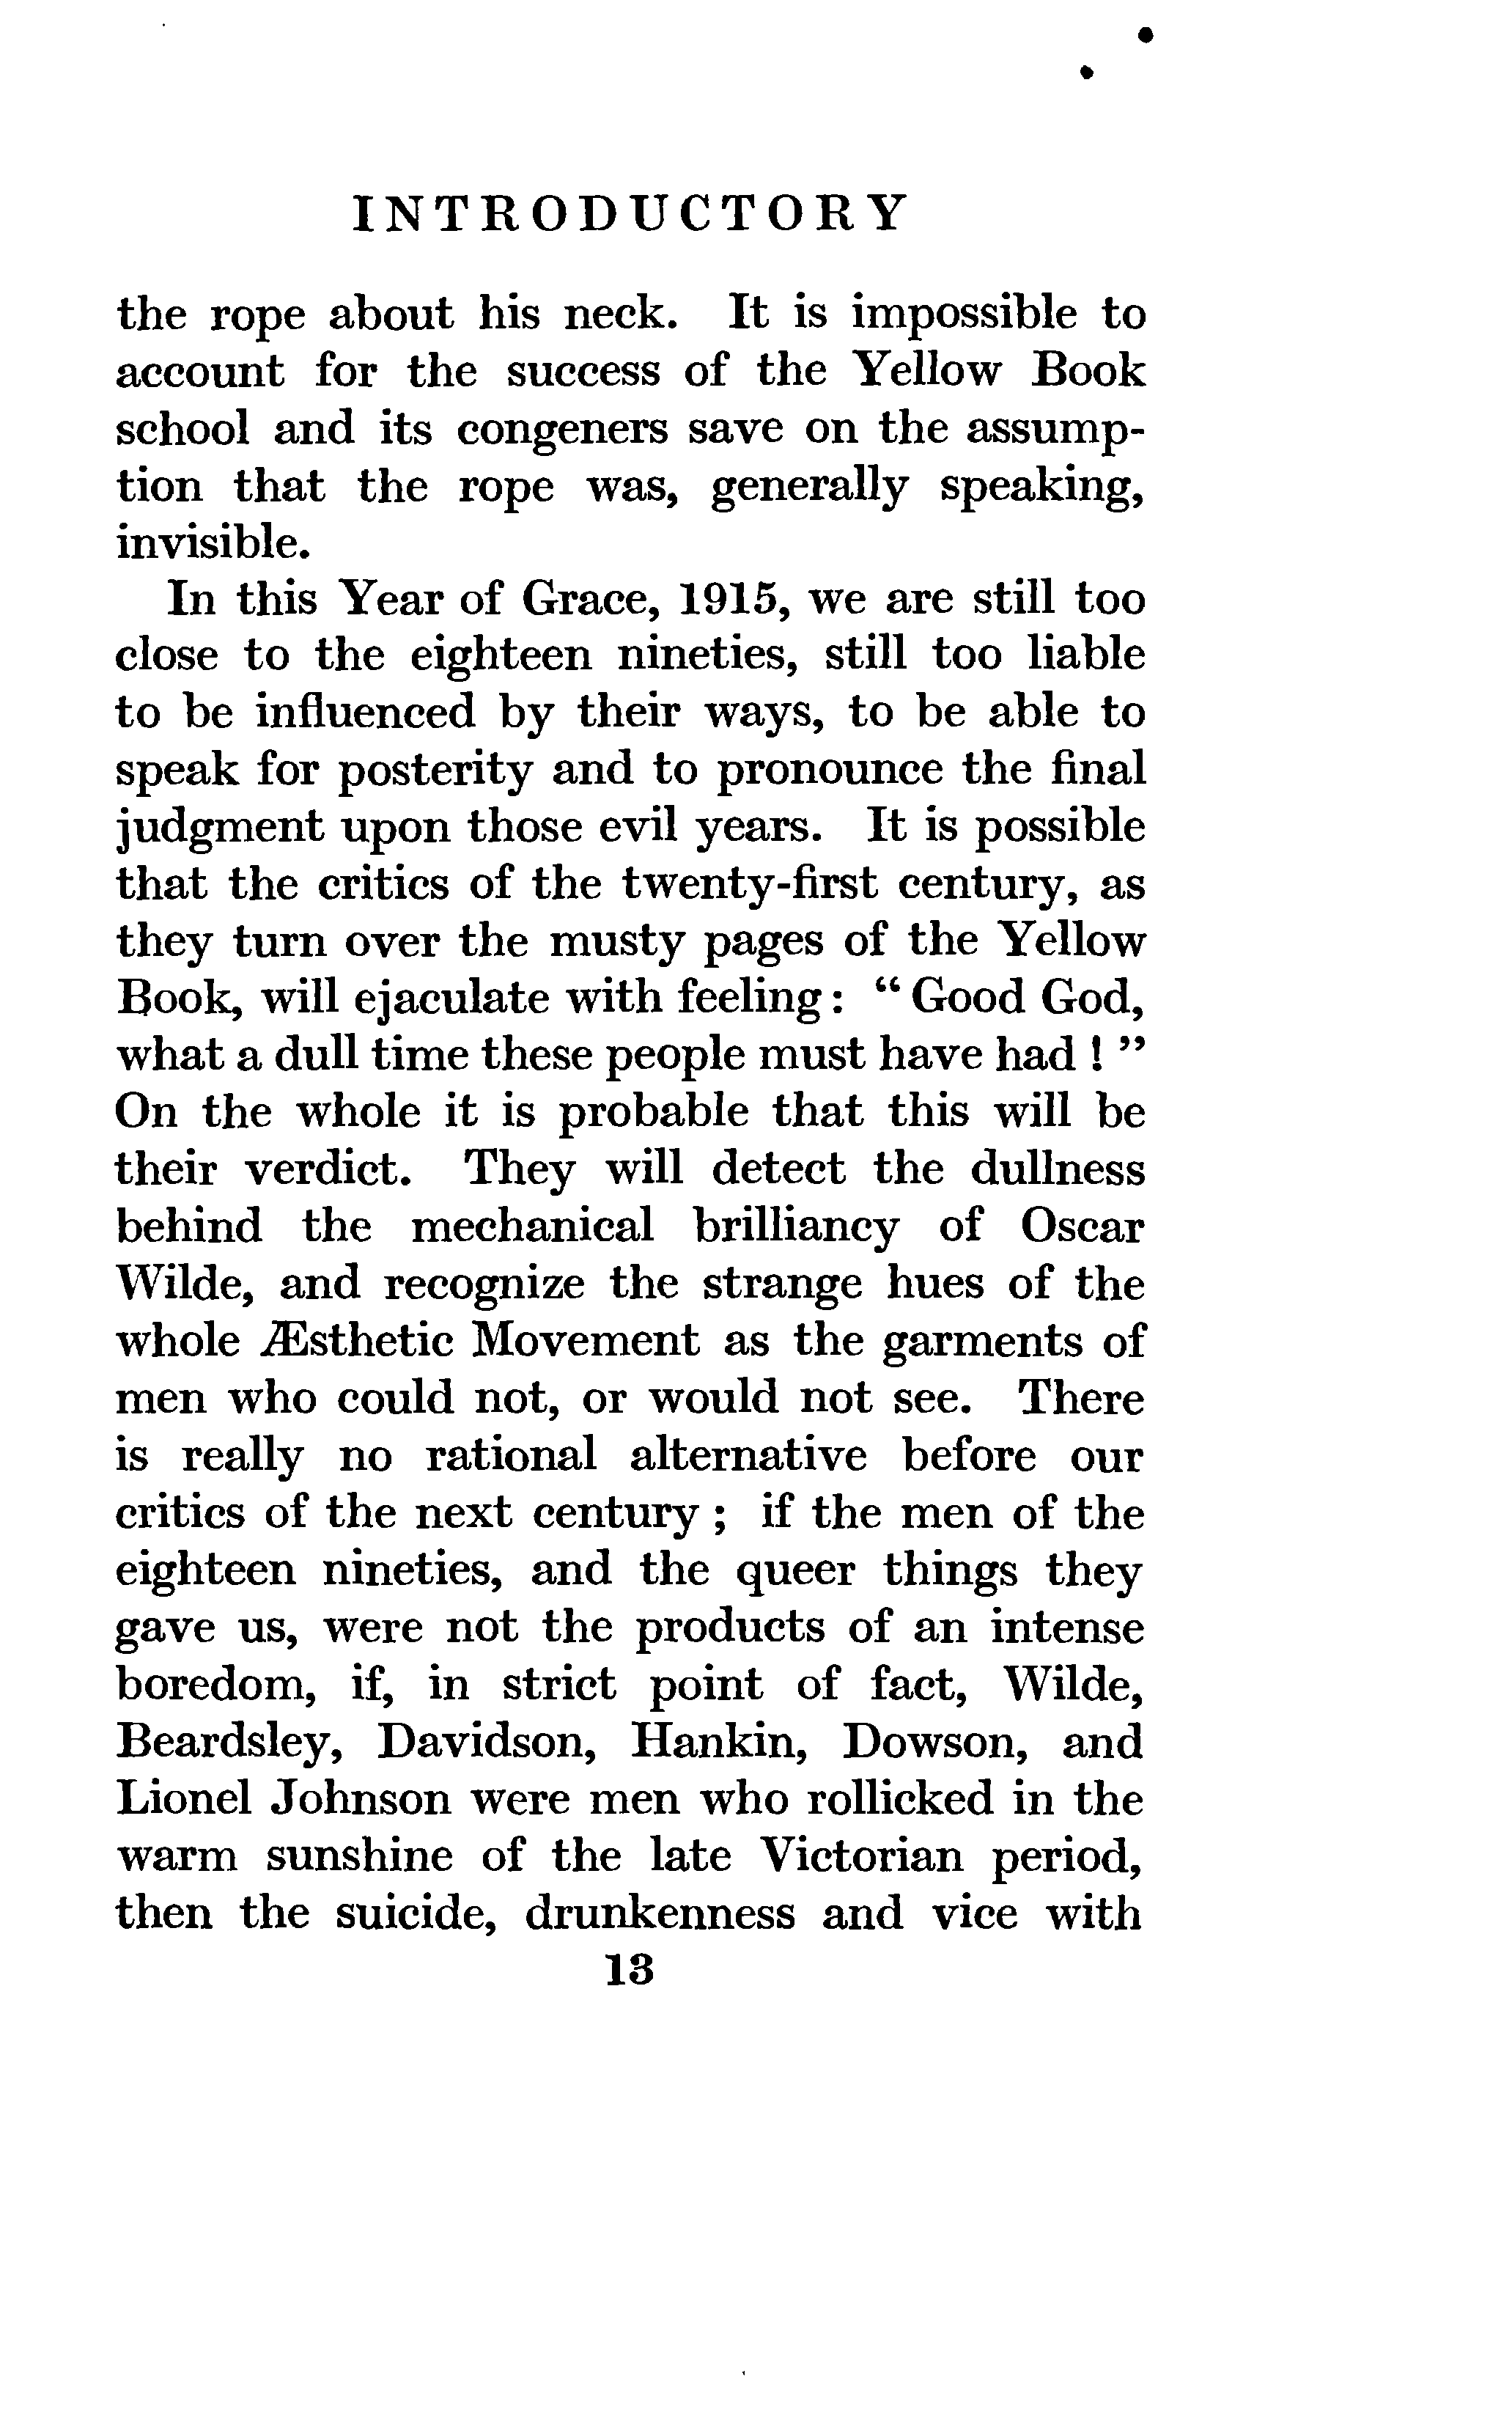 INTRODUCTORY
the rope about his neck. It is impossible to
account for the success of the Yellow Book
school and its congeners save on the assump-
tion that the rope was, generally speaking,
invisible.
In this Year of Grace, 1915, we are still too
close to the eighteen nineties, still too liable
to be influenced by their ways, to be able to
speak for posterity and to pronounce the final
judgment upon those evil years. It is possible
that the critics of the twenty-first century, as
they turn over the musty pages of the Yellow
Book, will ejaculate with feeling: “ Good God,
what a dull time these people must have had ! ”
On the whole it is probable that this will be
their verdict. They will detect the dullness
behind the mechanical brilliancy of Oscar
Wilde, and recognize the strange hues of the
whole Æsthetic Movement as the garments of
men who could not, or would not see. There
is really no rational alternative before our
critics of the next century ; if the men of the
eighteen nineties, and the queer things they
gave us, were not the products of an intense
boredom, if, in strict point of fact, Wilde,
Beardsley, Davidson, Hankin, Dowson, and
Lionel Johnson were men who rollicked in the
warm sunshine of the late Victorian period,
then the suicide, drunkenness and vice with
13